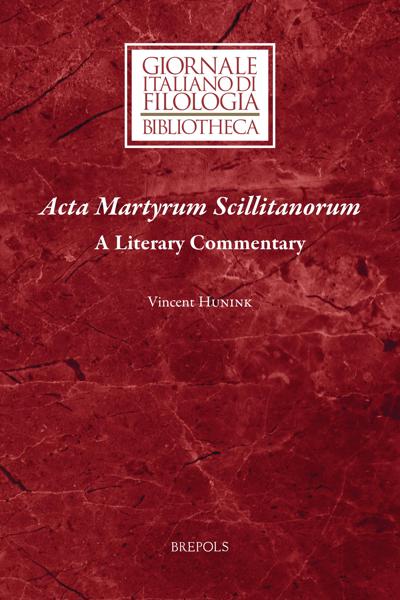 GIORNALE
ITALIANO DI
FILOLOGIA
BIBLIOTHECA
Acta Martyrum Scillitanorum
A Literary Commentary
Vincent HUNINK
BREPOLS